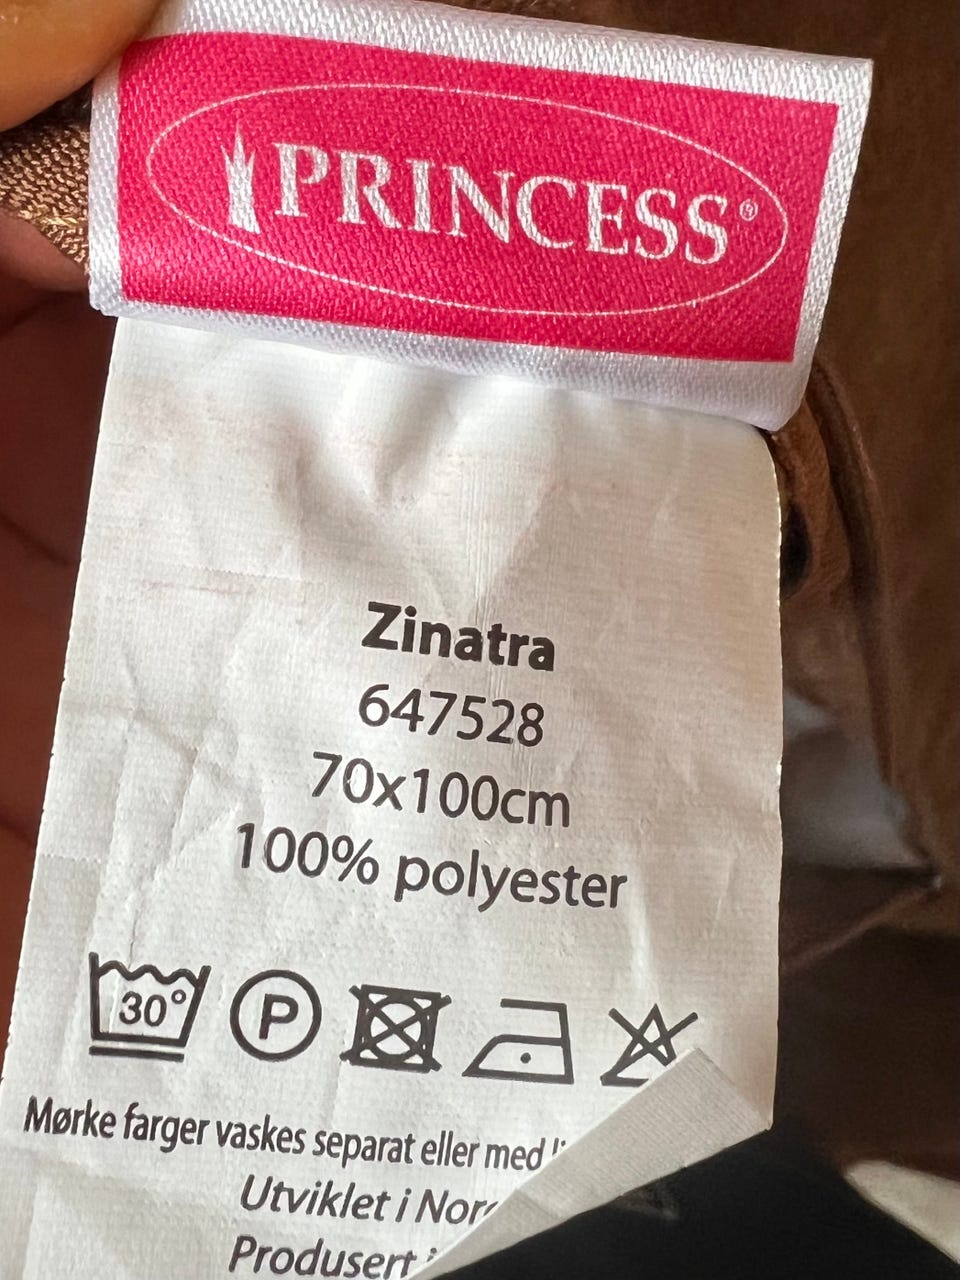 PRINCESS®
Zinatra
647528
70x100cm
100% polyester
30° P
Mørke farger vaskes separat eller med
Utviklet i
Produsert